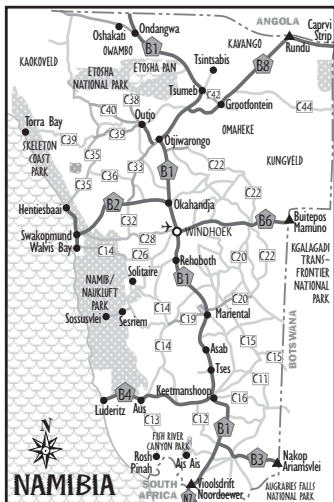 ANGOLA
Caprvi
Strip
Ondangwa
Oshakati
OWAMBO
B1
KAVANGO
Rundu
KAOKOVELD
ETOSHA PAN
Tsintsabis
B8
ETOSHA
NATIONAL PARK
Tsumeb
C42
Grootfontein
C38
C40
Outjo
C44
Torra Bay
C39
C39
OMAHEKE
Otjiwarongo
SKELETON
COAST
PARK
C35
C33
KUNGVELD
C36
C35
B1
C22
C22
Hentiesbaai
B2
Okahandja
C32
B6
Buitepos
Mamuno
Swakopmund
Walvis Bay
C28
WINDHOEK
C14
C26
Rehoboth
C20
C22
KGALAGADI
TRANS-
FRONTIER
NATIONAL
PARK
Solitaire
NAMIB/
NAUKLUFT
PARK
B1
C20
Sossusvlei
Sesriem
C14
C19
Mariental
C14
Asab
C15
C15
BOTSWANA
Tses
C11
B4
Keetmanshoop
C16
Luderitz
Aus
C13
C12
B1
FISH RIVER
CANYON PARK
Rosh
Pinah
Ais Ais
B3
Nakop
Ariamsvlei
SOUTH
AFRICA
N7
Vioolsdrift
Noordoewer
AUGRABIES FALLS
NATIONAL PARK
N
NAMIBIA